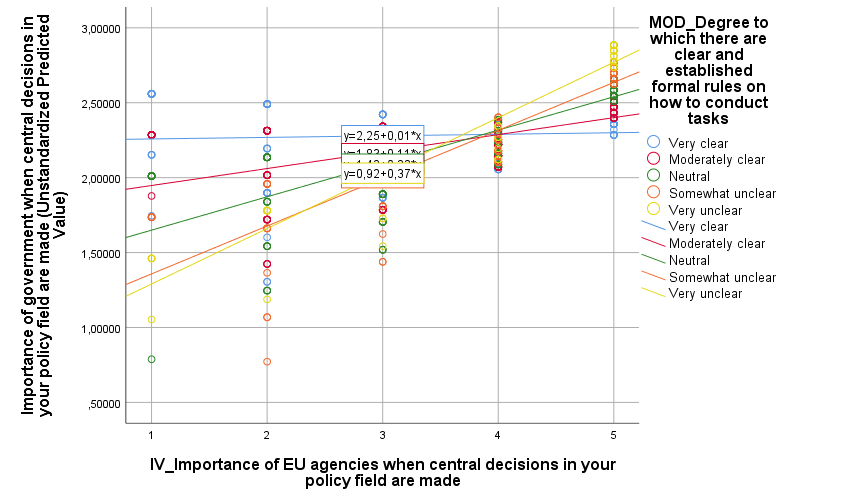 Importance of government when central decisions in
your policy field are made (Unstandardized Predicted
Value)
3,00000
2,50000
2,00000
1,50000
1,00000
,50000
y=2,25+0,01*x
y=0,92+0,37*x
1
2
3
4
5
IV_Importance of EU agencies when central decisions in your
policy field are made
MOD_Degree to
which there are
clear and
established
formal rules on
how to conduct
tasks
Very clear
Moderately clear
Neutral
Somewhat unclear
Very unclear
Very clear
Moderately clear
Neutral
Somewhat unclear
Very unclear